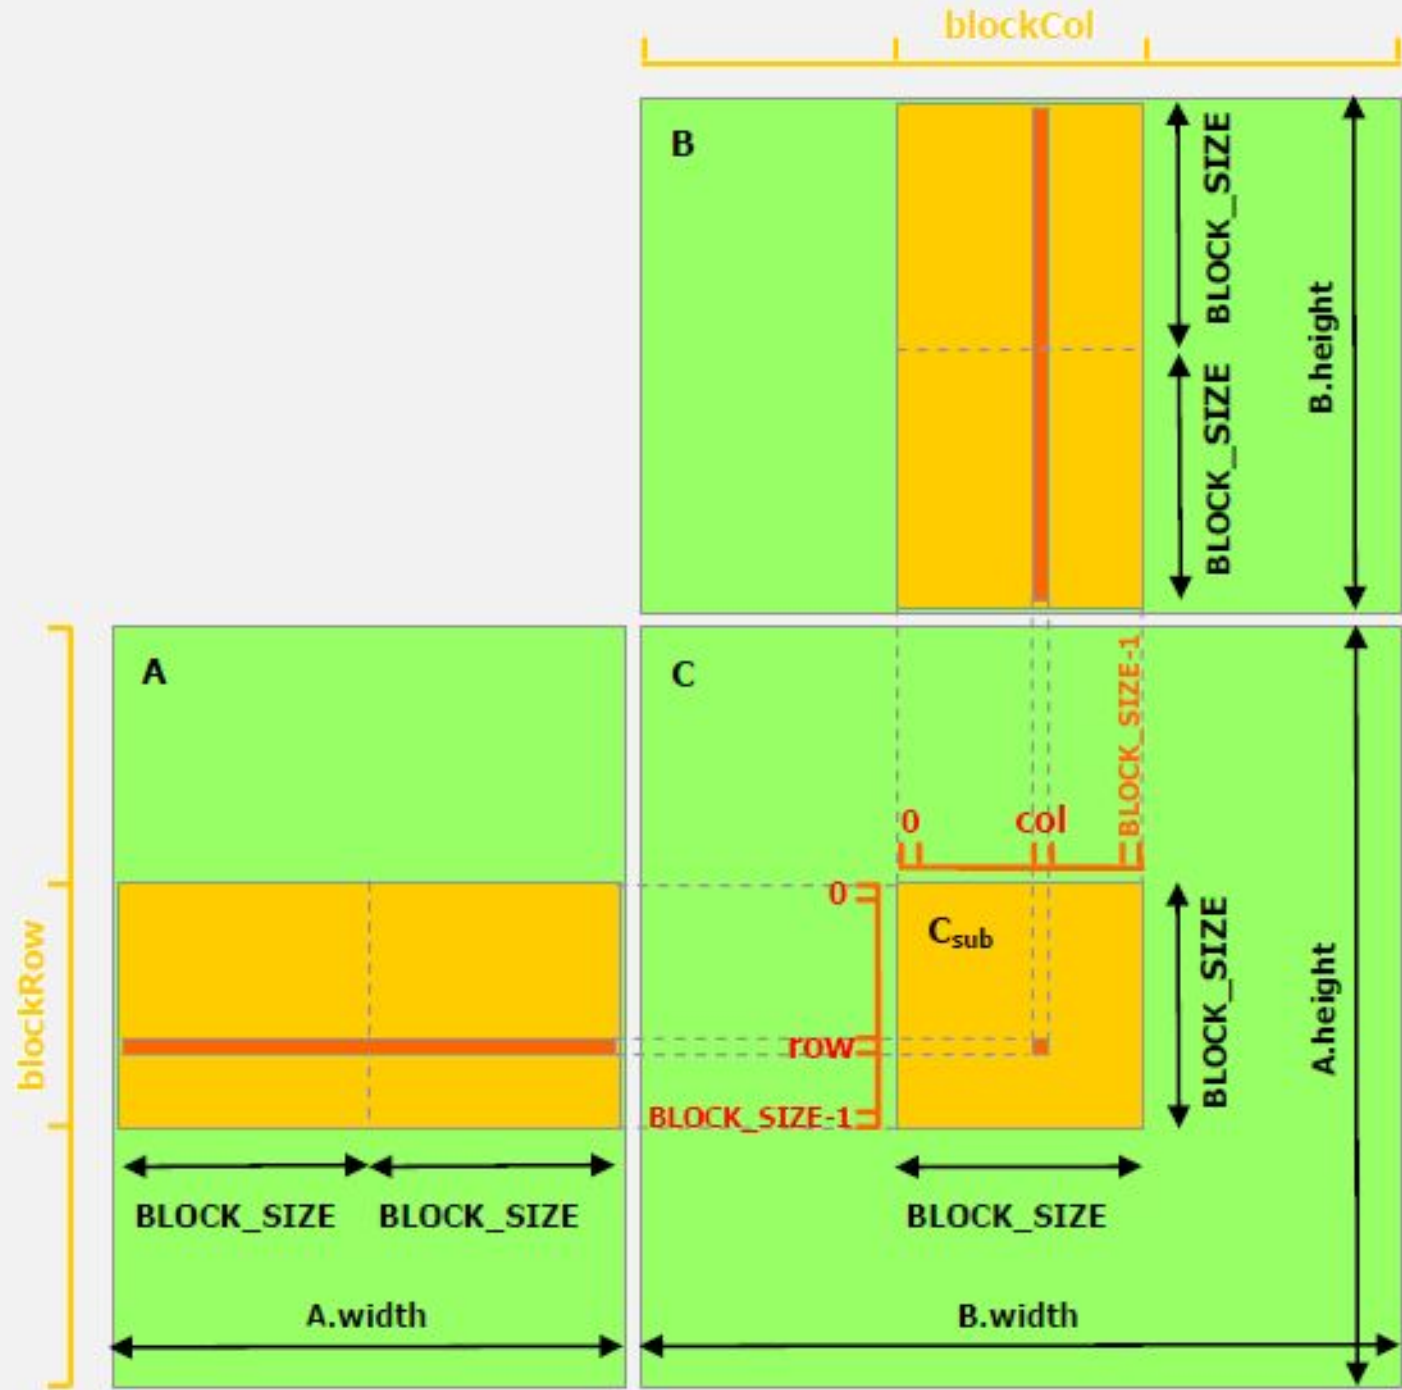 blockCol
B
BLOCK_SIZE
BLOCK_SIZE
B.height
blockRow
A
C
BLOCK_SIZE-1
0
col
0
C_sub
row
BLOCK_SIZE-1
BLOCK_SIZE
A.height
BLOCK_SIZE BLOCK_SIZE
BLOCK_SIZE
A.width
B.width